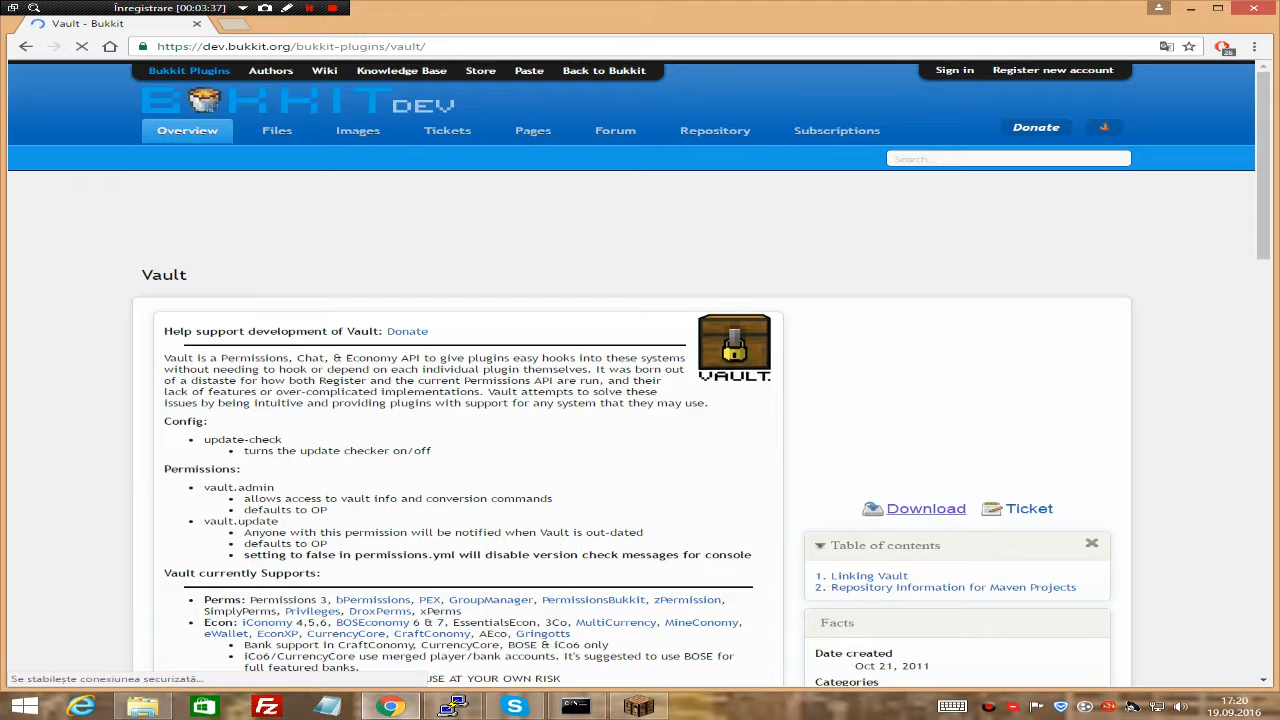 Înregistrare [00:03:37]
Vault - Bukkit
https://dev.bukkit.org/bukkit-plugins/vault/
26
Bukkit Plugins Authors Wiki Knowledge Base Store Paste Back to Bukkit Sign in Register new account
BUKKIT DEV
Overview Files Images Tickets Pages Forum Repository Subscriptions Donate
Search...
Vault
Help support development of Vault: Donate
Vault is a Permissions, Chat, & Economy API to give plugins easy hooks into these systems
without needing to hook or depend on each individual plugin themselves. It was born out
of a distaste for how both Register and the current Permissions API are run, and their
lack of features or over-complicated implementations. Vault attempts to solve these
issues by being intuitive and providing plugins with support for any system that they may use.
VAULT.
Config:
update-check
turns the update checker on/off
Permissions:
vault.admin
allows access to vault info and conversion commands
defaults to OP
vault.update
Anyone with this permission will be notified when Vault is out-dated
defaults to OP
setting to false in permissions.yml will disable version check messages for console
Vault currently Supports:
Perms: Permissions 3, bPermissions, PEX, GroupManager, PermissionsBukkit, zPermission,
SimplyPerms, Privileges, DroxPerms, xPerms
Econ: iConomy 4,5,6, BOSEconomy 6 & 7, EssentialsEcon, 3Co, MultiCurrency, MineConomy,
eWallet, EconXP, CurrencyCore, CraftConomy, AEco, Gringotts
Bank support in CraftConomy, CurrencyCore, BOSE & iCo6 only
iCo6/CurrencyCore use merged player/bank accounts. It's suggested to use BOSE for
full featured banks.
USE AT YOUR OWN RISK
Download Ticket
Table of contents
1. Linking Vault
2. Repository Information for Maven Projects
Facts
Date created
Oct 21, 2011
Categories
Se stabilește conexiunea securizată...
17:20
19.09.2016